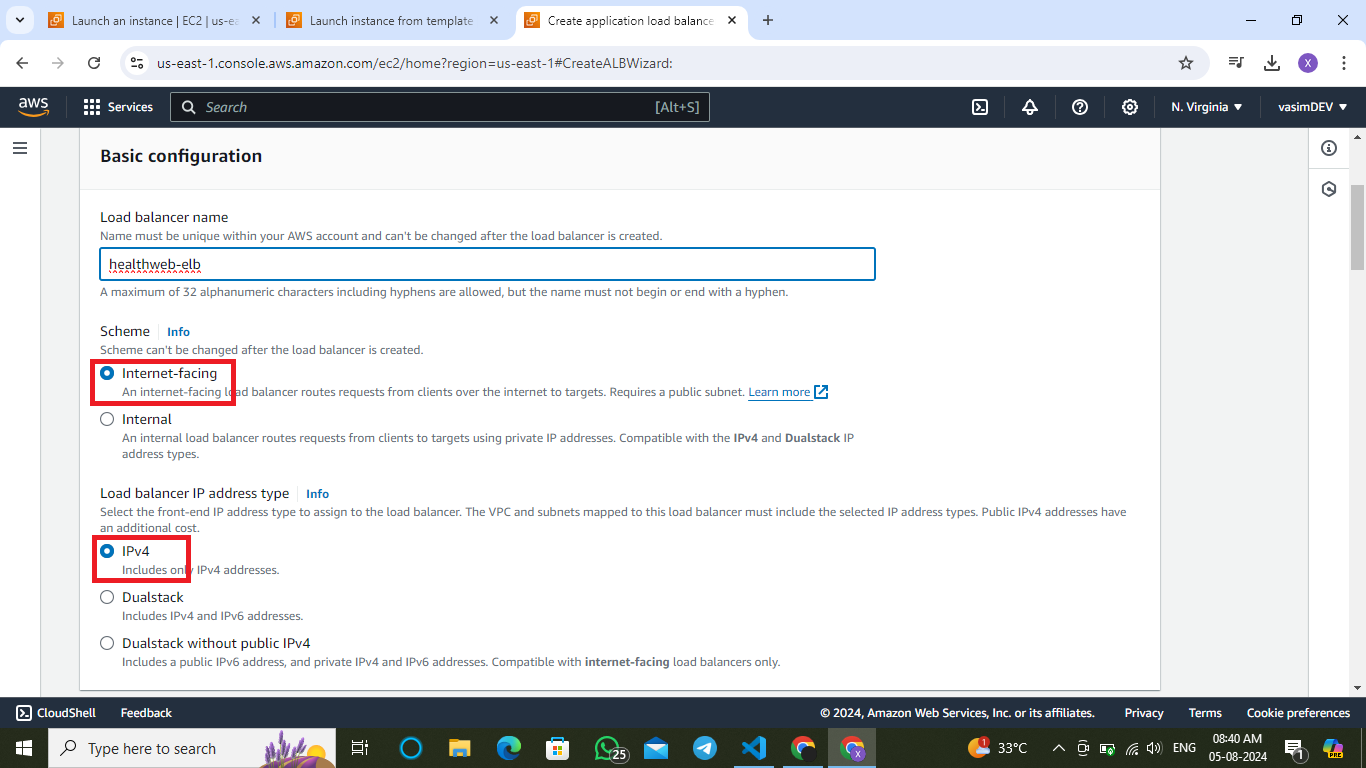 Launch an instance | EC2 | us-ea
Launch instance from template
Create application load balance
us-east-1.console.aws.amazon.com/ec2/home?region=us-east-1#CreateALBWizard:
X
aws
Services
Search
[Alt+S]
N. Virginia
vasimDEV
Basic configuration
Load balancer name
Name must be unique within your AWS account and can't be changed after the load balancer is created.
healthweb-elb
A maximum of 32 alphanumeric characters including hyphens are allowed, but the name must not begin or end with a hyphen.
Scheme
Info
Scheme can't be changed after the load balancer is created.
Internet-facing
An internet-facing load balancer routes requests from clients over the internet to targets. Requires a public subnet. Learn more
Internal
An internal load balancer routes requests from clients to targets using private IP addresses. Compatible with the IPv4 and Dualstack IP
address types.
Load balancer IP address type
Info
Select the front-end IP address type to assign to the load balancer. The VPC and subnets mapped to this load balancer must include the selected IP address types. Public IPv4 addresses have
an additional cost.
IPv4
Includes only IPv4 addresses.
Dualstack
Includes IPv4 and IPv6 addresses.
Dualstack without public IPv4
Includes a public IPv6 address, and private IPv4 and IPv6 addresses. Compatible with internet-facing load balancers only.
CloudShell
Feedback
© 2024, Amazon Web Services, Inc. or its affiliates.
Privacy
Terms
Cookie preferences
Type here to search
25
X
1
33°C
ENG
08:40 AM
05-08-2024
1
PRE